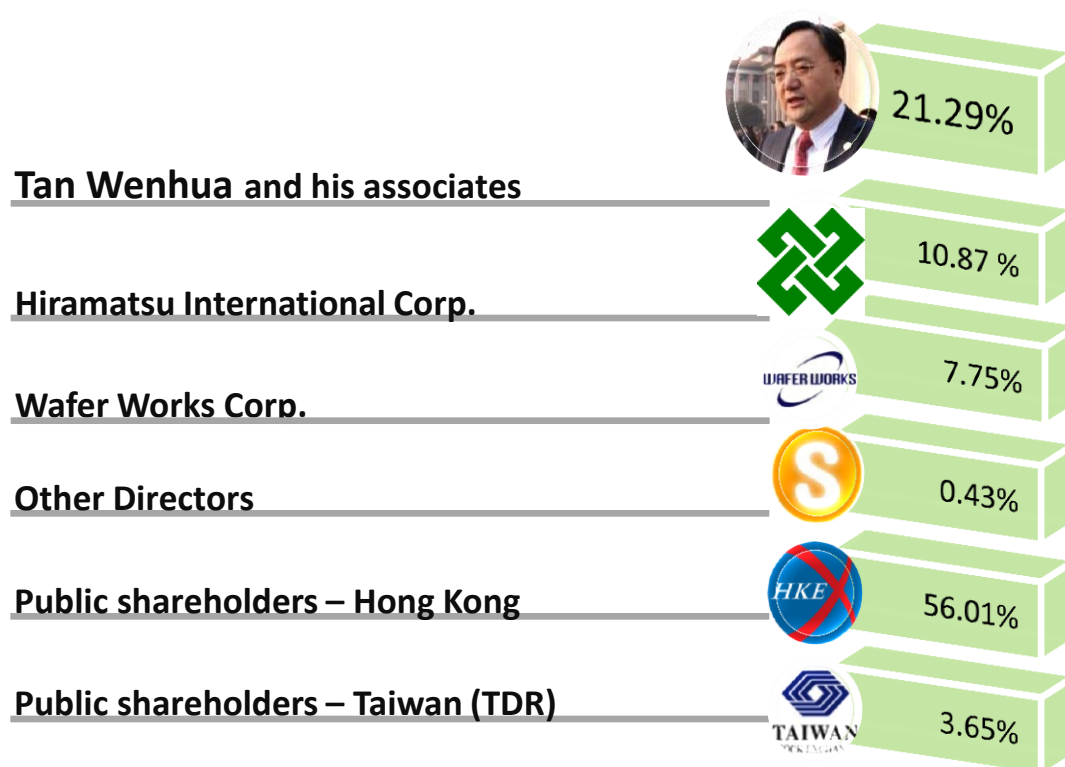 21.29%
Tan Wenhua and his associates
10.87 %
Hiramatsu International Corp.
WAFER WORKS
7.75%
Wafer Works Corp.
S
0.43%
Other Directors
HKEX
56.01%
Public shareholders – Hong Kong
Public shareholders – Taiwan (TDR)
TAIWAN
3.65%